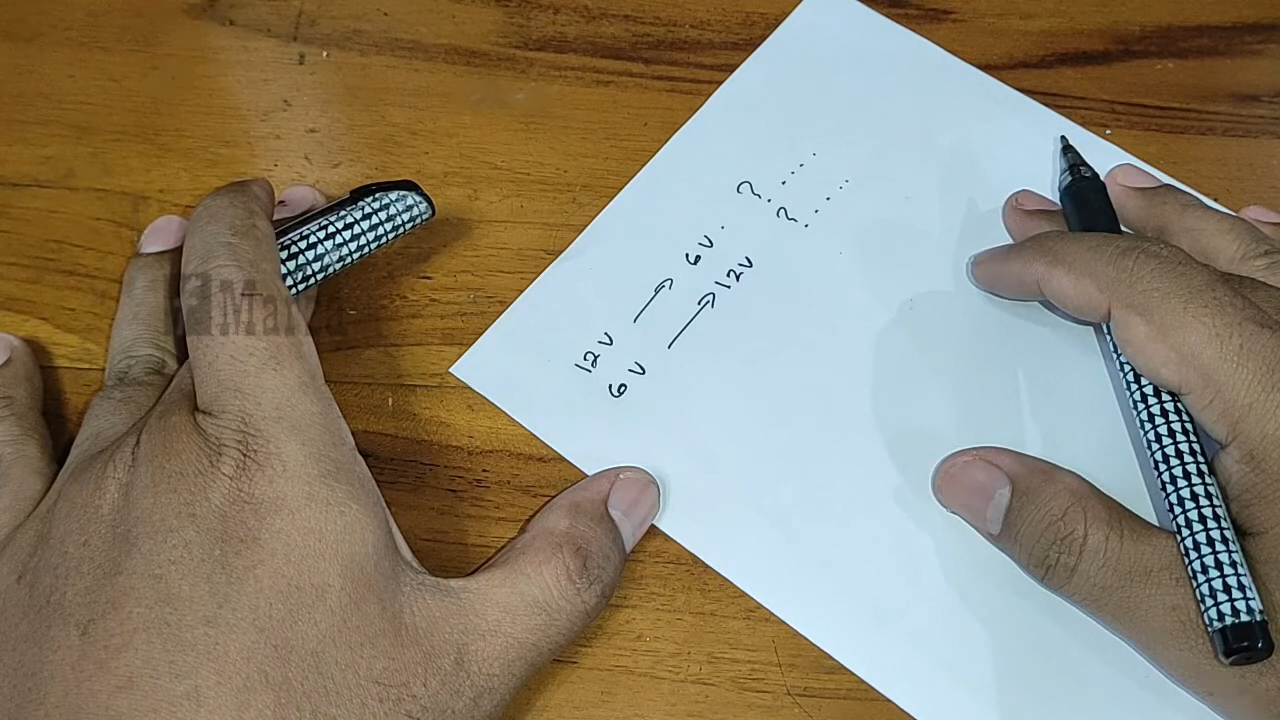 12V → 6V. ?.....
6V → 12V ?.....